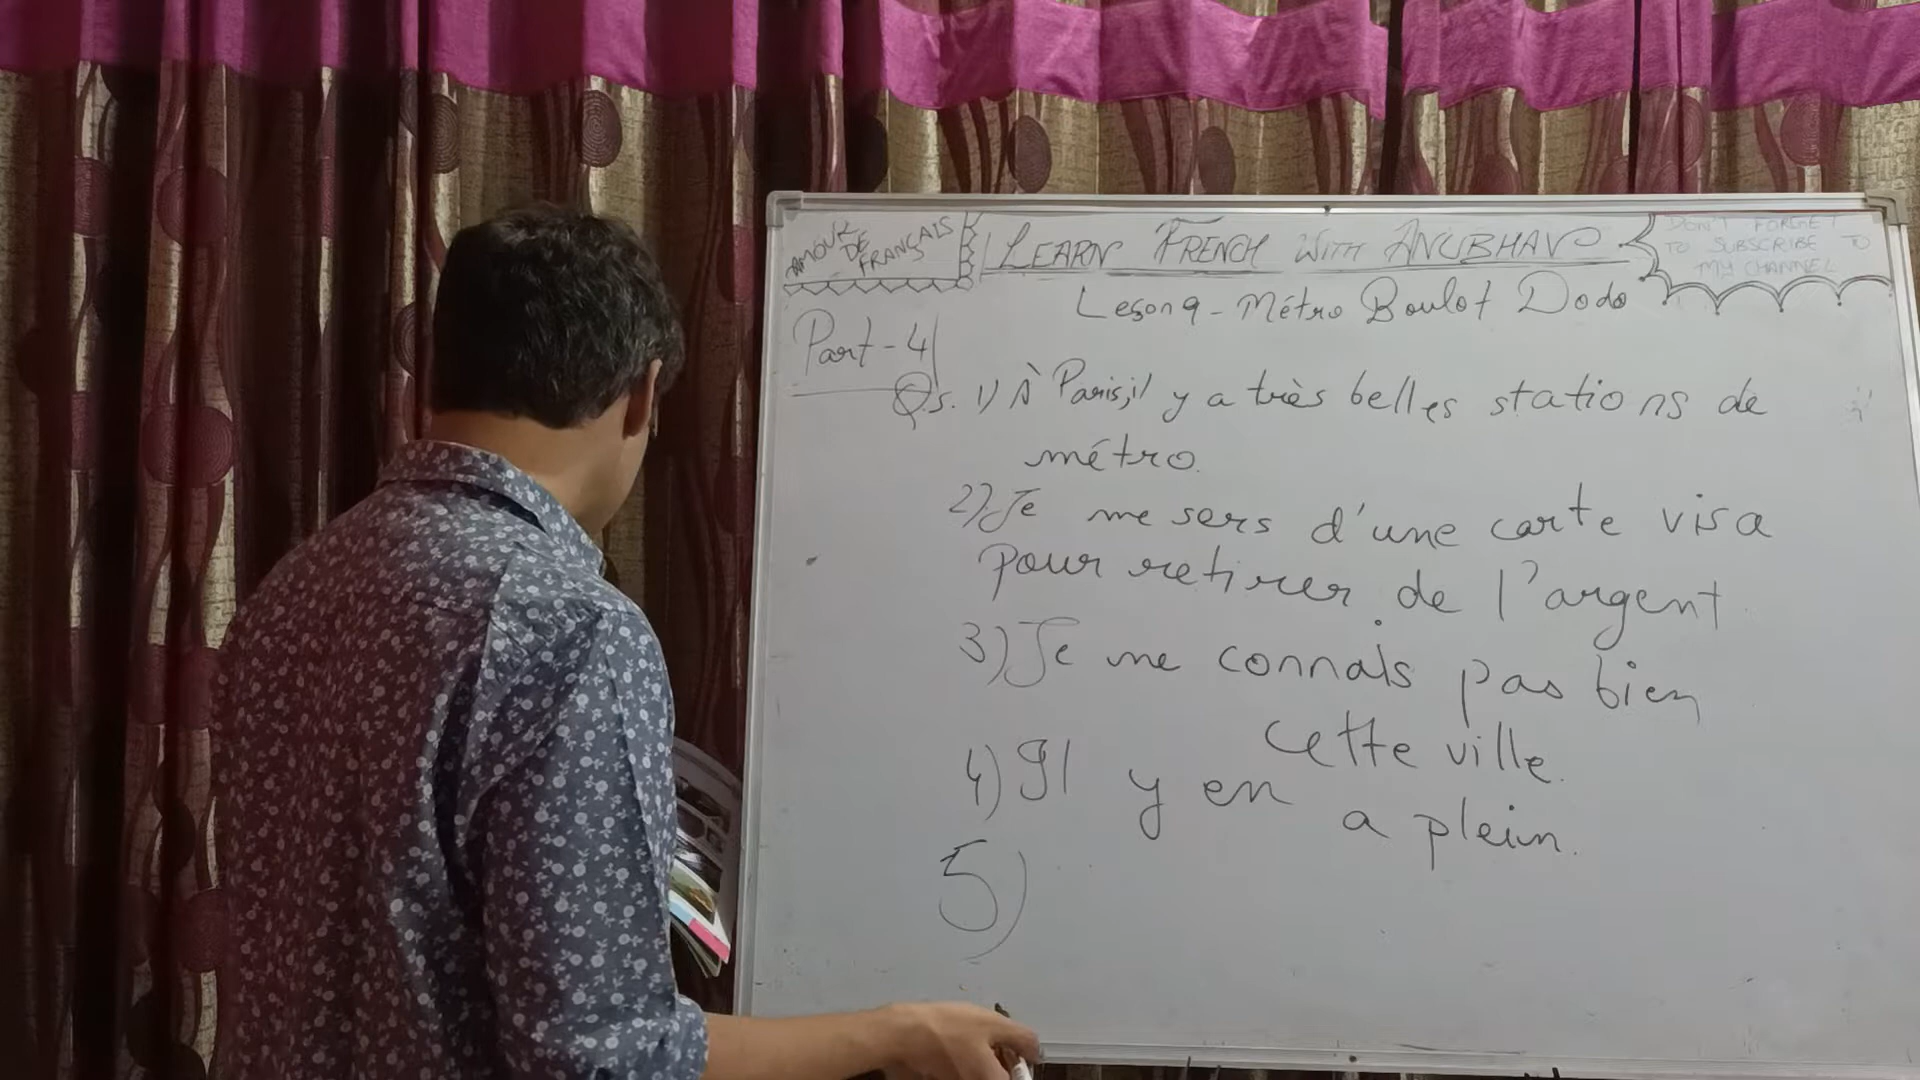 AMOUR
DE
FRANÇAIS
LEARN FRENCH WITH ANUBHAV
DON'T FORGET
TO SUBSCRIBE TO
MY CHANNEL
Leçon 9 - Métro Boulot Dodo
Part - 4
Qs. 1) À Paris, il y a très belles stations de
métro.
2) Je me sers d'une carte visa
pour retirer de l'argent
3) Je ne connais pas bien
cette ville.
4) Il y en a plein.
5)